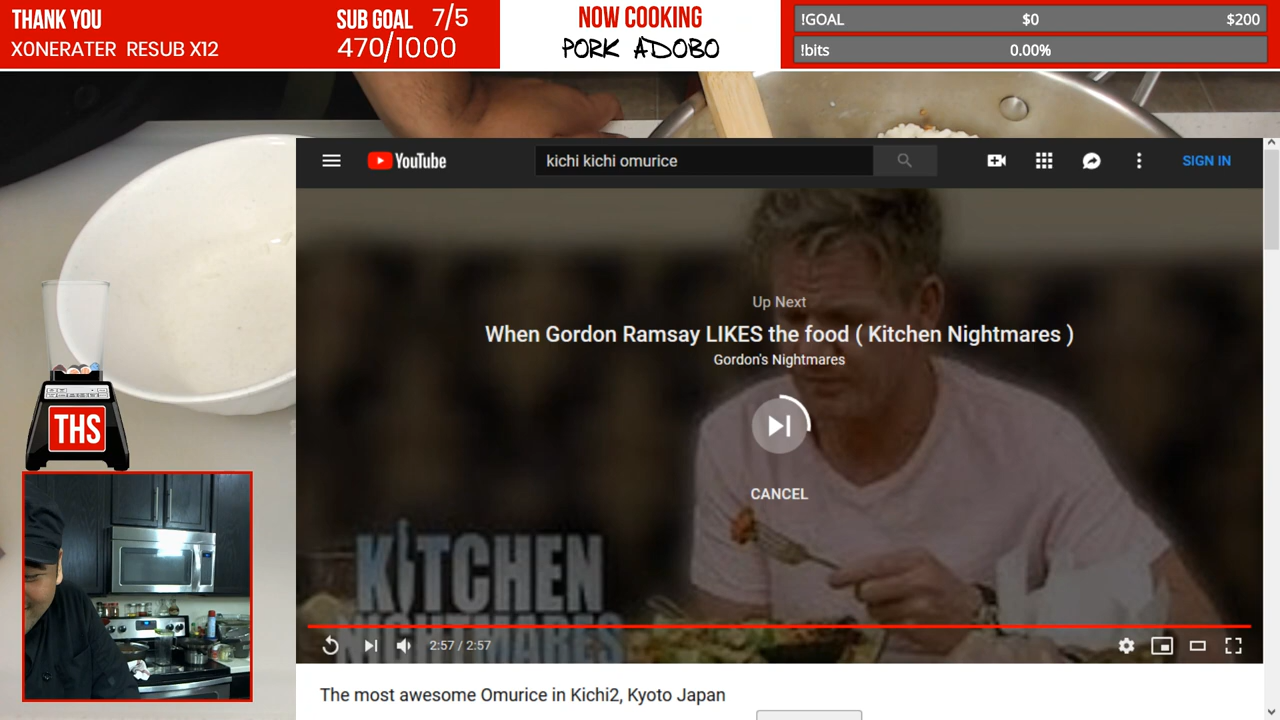 THANK YOU
XONERATER RESUB X12
SUB GOAL 7/5
470/1000
NOW COOKING
PORK ADOBO
!GOAL $0 $200
!bits 0.00%
YouTube
kichi kichi omurice
SIGN IN
Up Next
When Gordon Ramsay LIKES the food ( Kitchen Nightmares )
Gordon's Nightmares
CANCEL
THS
KITCHEN
NIGHTMARES
2:57 / 2:57
The most awesome Omurice in Kichi2, Kyoto Japan